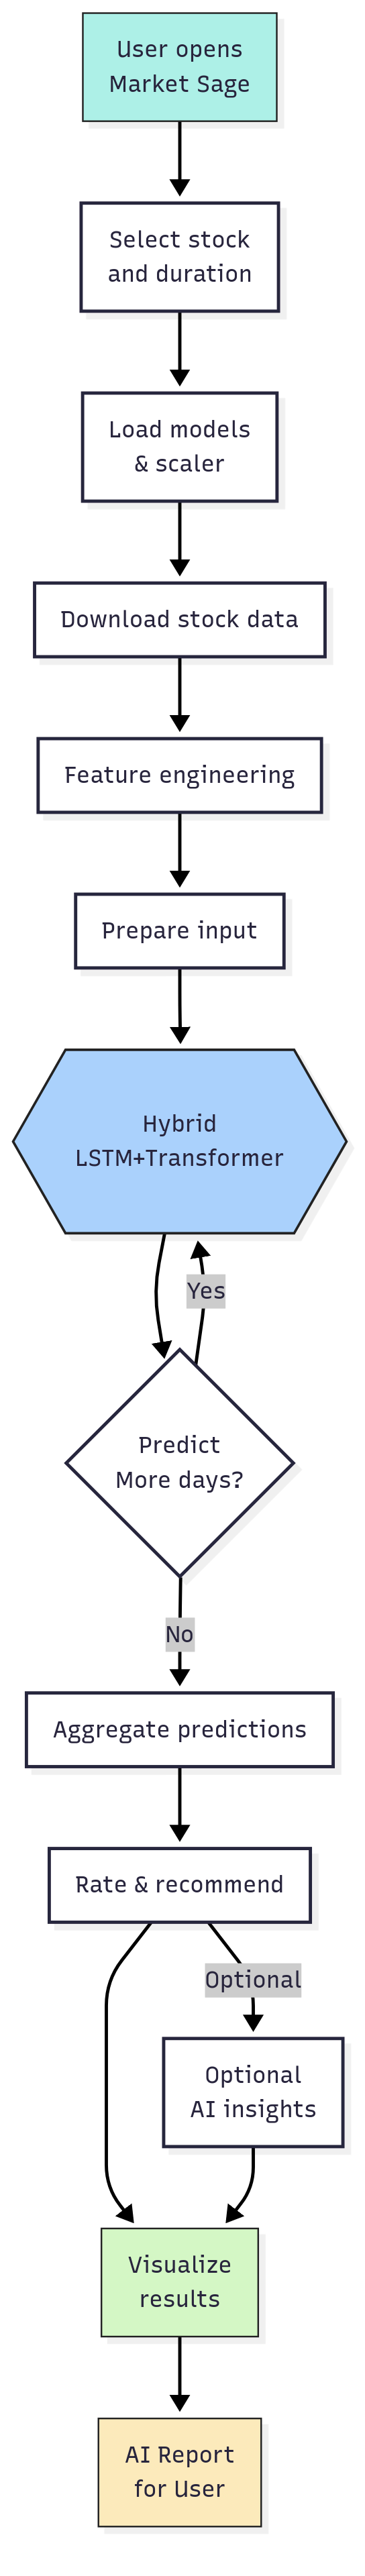 User opens
Market Sage
Select stock
and duration
Load models
& scaler
Download stock data
Feature engineering
Prepare input
Hybrid
LSTM+Transformer
Yes
Predict
More days?
No
Aggregate predictions
Rate & recommend
Optional
Optional
AI insights
Visualize
results
AI Report
for User